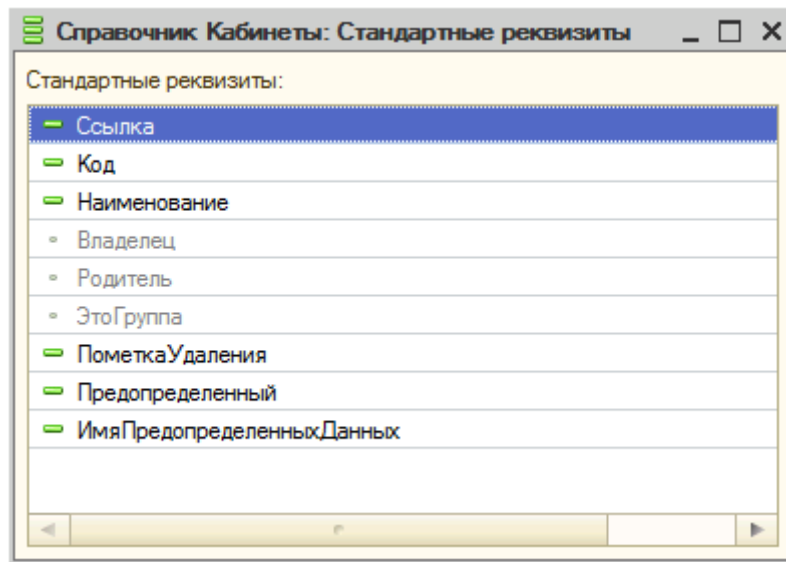 Справочник Кабинеты: Стандартные реквизиты
Стандартные реквизиты:
Ссылка
Код
Наименование
Владелец
Родитель
ЭтоГруппа
ПометкаУдаления
Предопределенный
ИмяПредопределенныхДанных